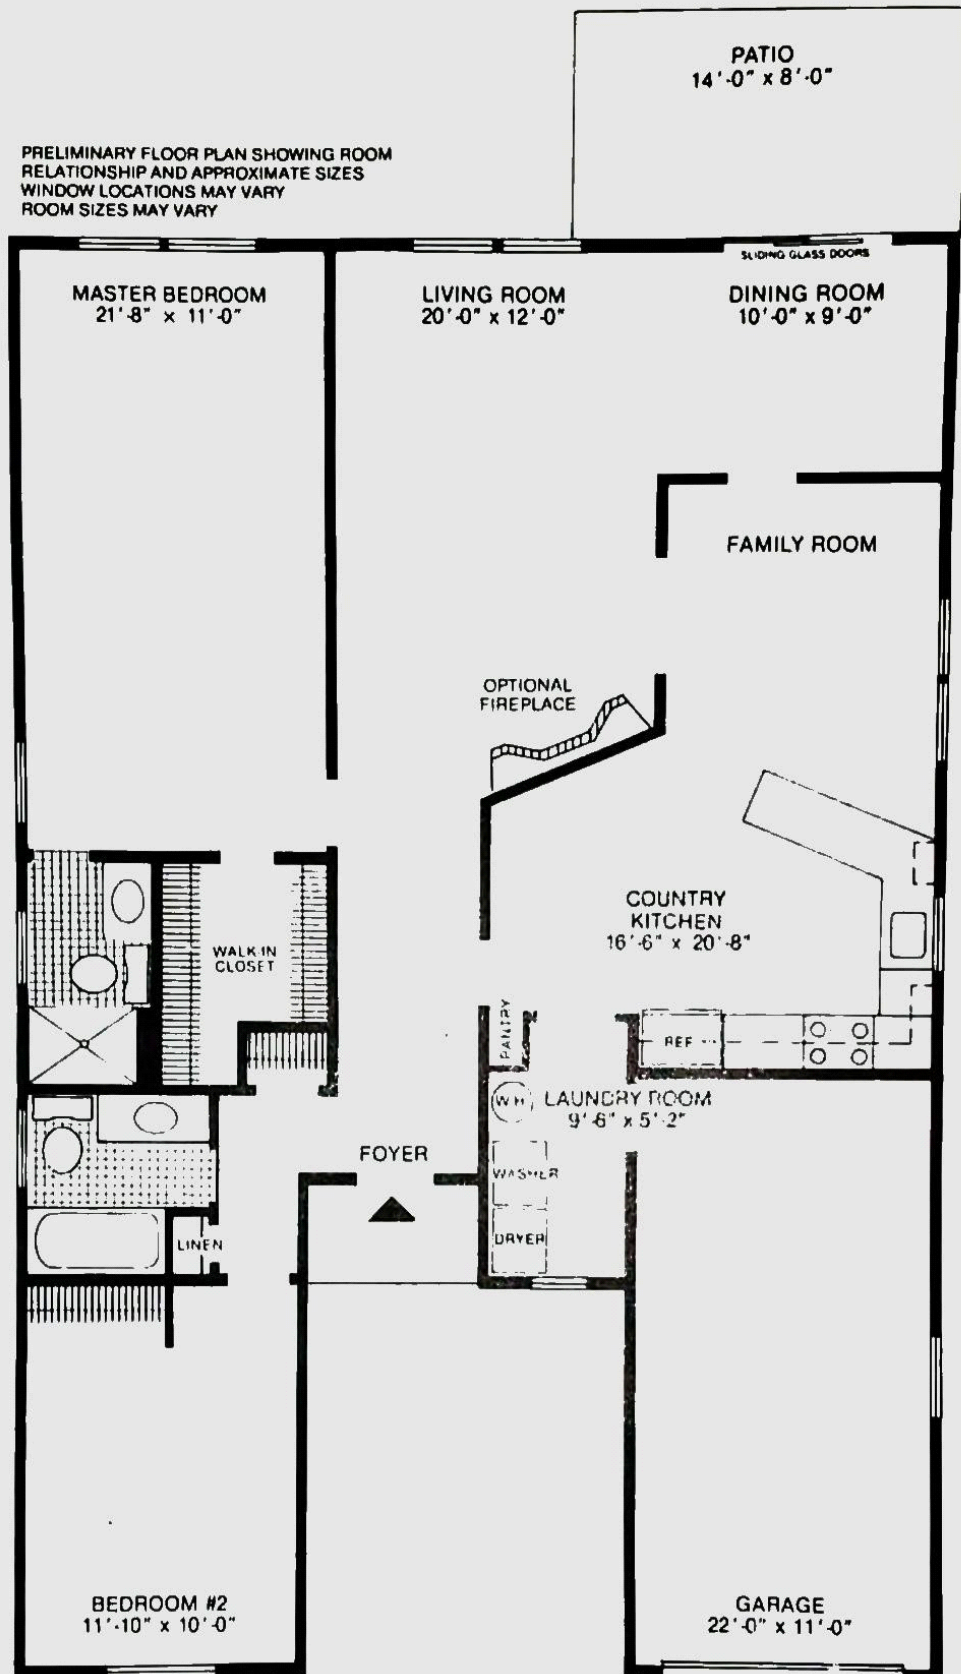 PATIO
14'-0" x 8'-0"
PRELIMINARY FLOOR PLAN SHOWING ROOM
RELATIONSHIP AND APPROXIMATE SIZES
WINDOW LOCATIONS MAY VARY
ROOM SIZES MAY VARY
SLIDING GLASS DOORS
MASTER BEDROOM
21'-8" x 11'-0"
LIVING ROOM
20'-0" x 12'-0"
DINING ROOM
10'-0" x 9'-0"
FAMILY ROOM
OPTIONAL
FIREPLACE
COUNTRY
KITCHEN
16'-6" x 20'-8"
WALK-IN
CLOSET
PANTRY
REF
WH
LAUNDRY ROOM
9'-6" x 5'-2"
FOYER
WASHER
DRYER
LINEN
BEDROOM #2
11'-10" x 10'-0"
GARAGE
22'-0" x 11'-0"